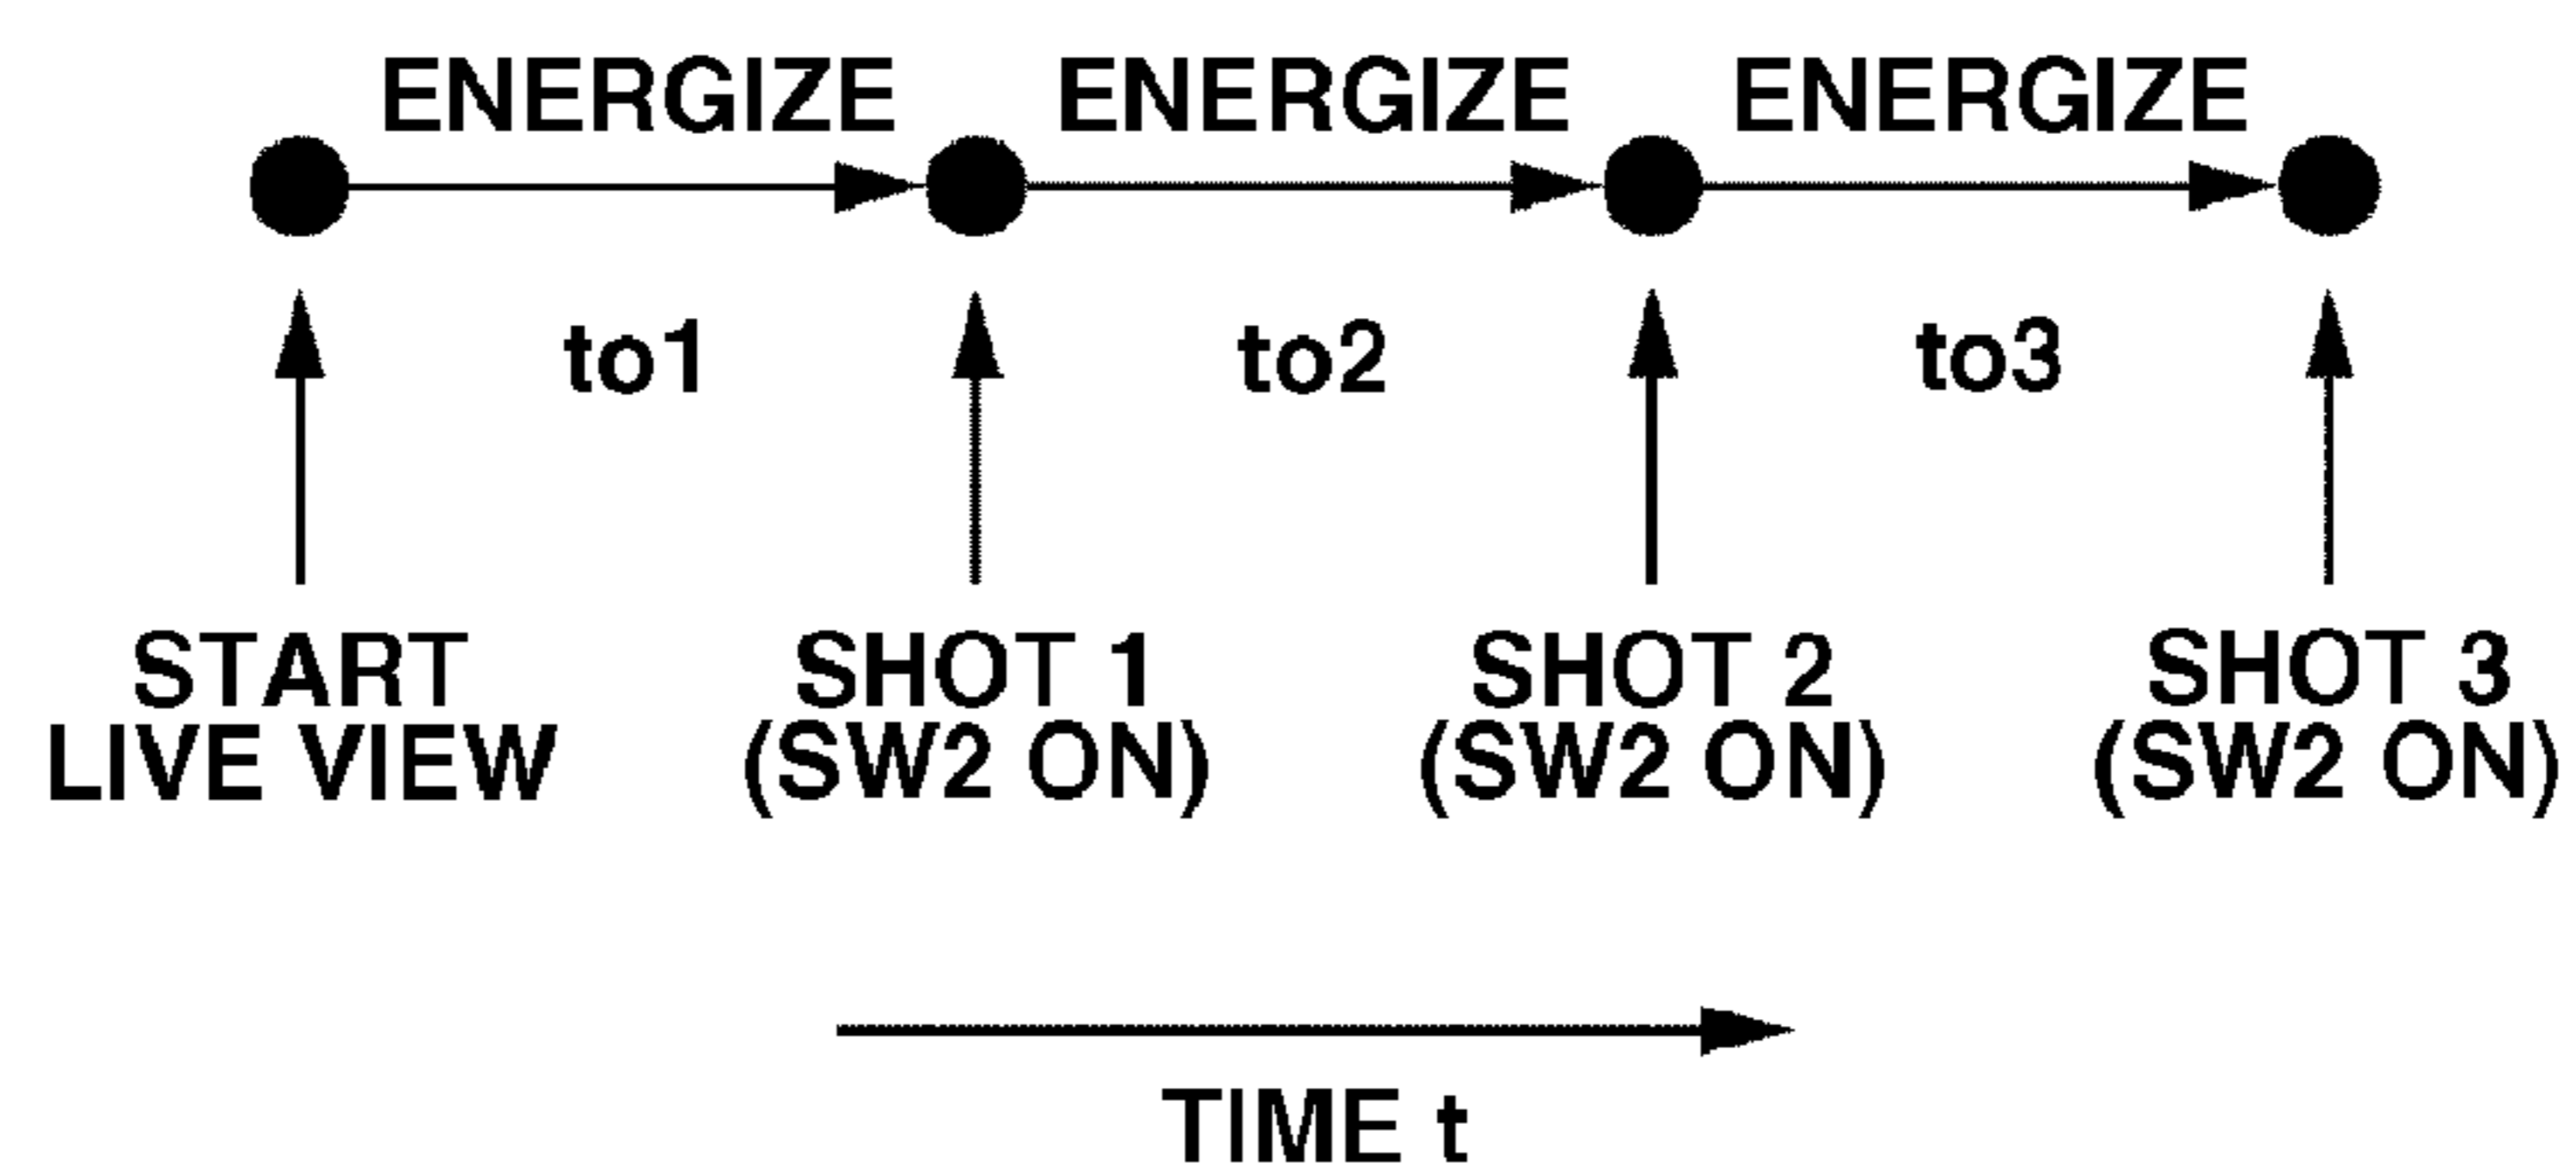 ENERGIZE ENERGIZE ENERGIZE
to1 to2 to3
START SHOT 1 SHOT 2 SHOT 3
LIVE VIEW (SW2 ON) (SW2 ON) (SW2 ON)
TIME t